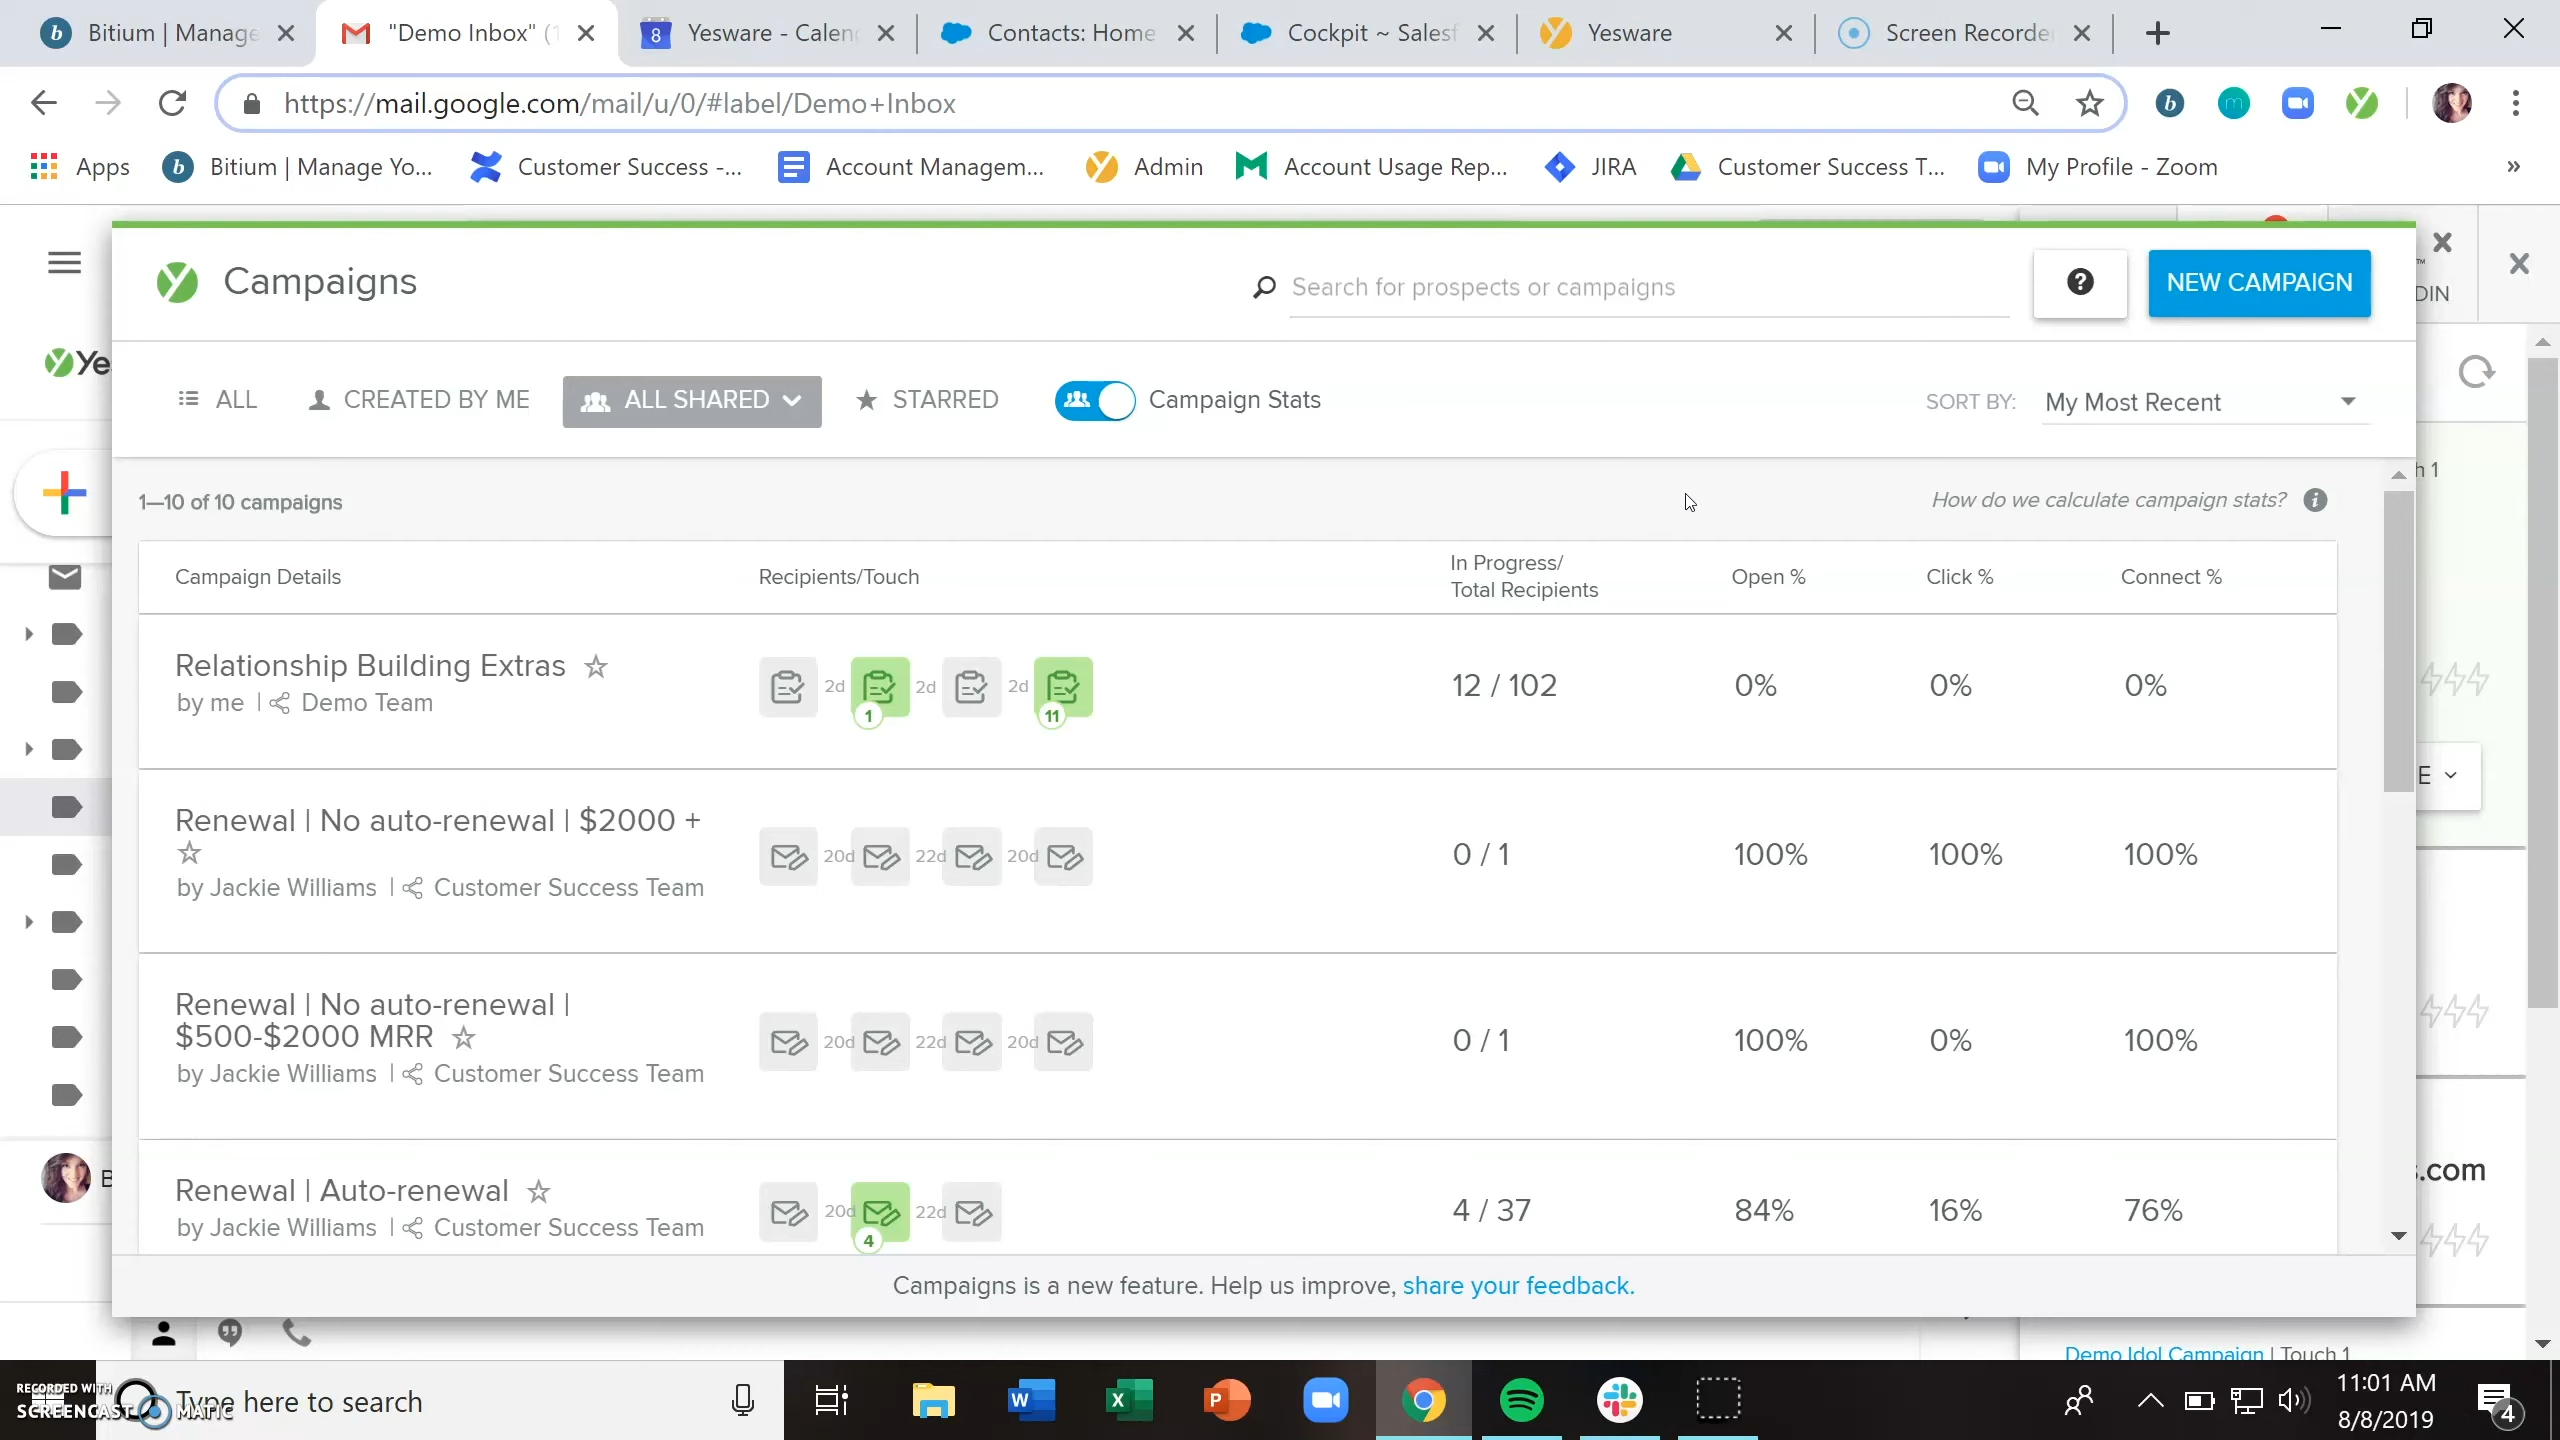 Bitium | Manage
"Demo Inbox" (
8
Yesware - Calen
Contacts: Home
Cockpit ~ Salesf
Yesware
Screen Recorde
https://mail.google.com/mail/u/0/#label/Demo+Inbox
Apps
Bitium | Manage Yo...
Customer Success -...
Account Managem...
Admin
Account Usage Rep...
JIRA
Customer Success T...
My Profile - Zoom
»
Campaigns
Search for prospects or campaigns
?
NEW CAMPAIGN
DIN
Ye
ALL
CREATED BY ME
ALL SHARED
STARRED
Campaign Stats
SORT BY:
My Most Recent
h 1
1—10 of 10 campaigns
How do we calculate campaign stats?
Campaign Details
Recipients/Touch
In Progress/
Total Recipients
Open %
Click %
Connect %
Relationship Building Extras
by me | Demo Team
2d
2d
2d
1
11
12 / 102
0%
0%
0%
E
Renewal | No auto-renewal | $2000 +
by Jackie Williams | Customer Success Team
20d
22d
20d
0 / 1
100%
100%
100%
Renewal | No auto-renewal |
$500-$2000 MRR
by Jackie Williams | Customer Success Team
20d
22d
20d
0 / 1
100%
0%
100%
Renewal | Auto-renewal
by Jackie Williams | Customer Success Team
20d
22d
4
4 / 37
84%
16%
76%
s.com
Campaigns is a new feature. Help us improve, share your feedback.
Demo Idol Campaign | Touch 1
RECORDED WITH
SCREENCAST MATIC
Type here to search
11:01 AM
8/8/2019
4